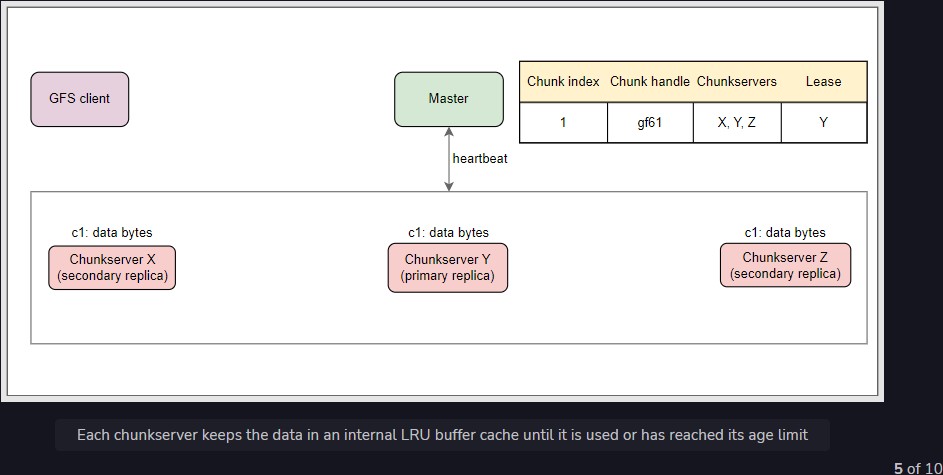 GFS client
Master
Chunk index Chunk handle Chunkservers Lease
1 gf61 X, Y, Z Y
heartbeat
c1: data bytes
Chunkserver X
(secondary replica)
c1: data bytes
Chunkserver Y
(primary replica)
c1: data bytes
Chunkserver Z
(secondary replica)
Each chunkserver keeps the data in an internal LRU buffer cache until it is used or has reached its age limit
5 of 10